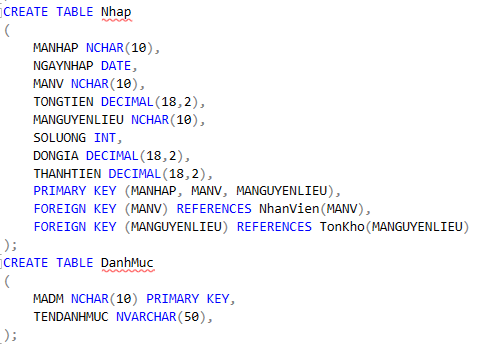 CREATE TABLE Nhap
(
    MANHAP NCHAR(10),
    NGAYNHAP DATE,
    MANV NCHAR(10),
    TONGTIEN DECIMAL(18,2),
    MANGUYENLIEU NCHAR(10),
    SOLUONG INT,
    DONGIA DECIMAL(18,2),
    THANHTIEN DECIMAL(18,2),
    PRIMARY KEY (MANHAP, MANV, MANGUYENLIEU),
    FOREIGN KEY (MANV) REFERENCES NhanVien(MANV),
    FOREIGN KEY (MANGUYENLIEU) REFERENCES TonKho(MANGUYENLIEU)
);
CREATE TABLE DanhMuc
(
    MADM NCHAR(10) PRIMARY KEY,
    TENDANHMUC NVARCHAR(50),
);